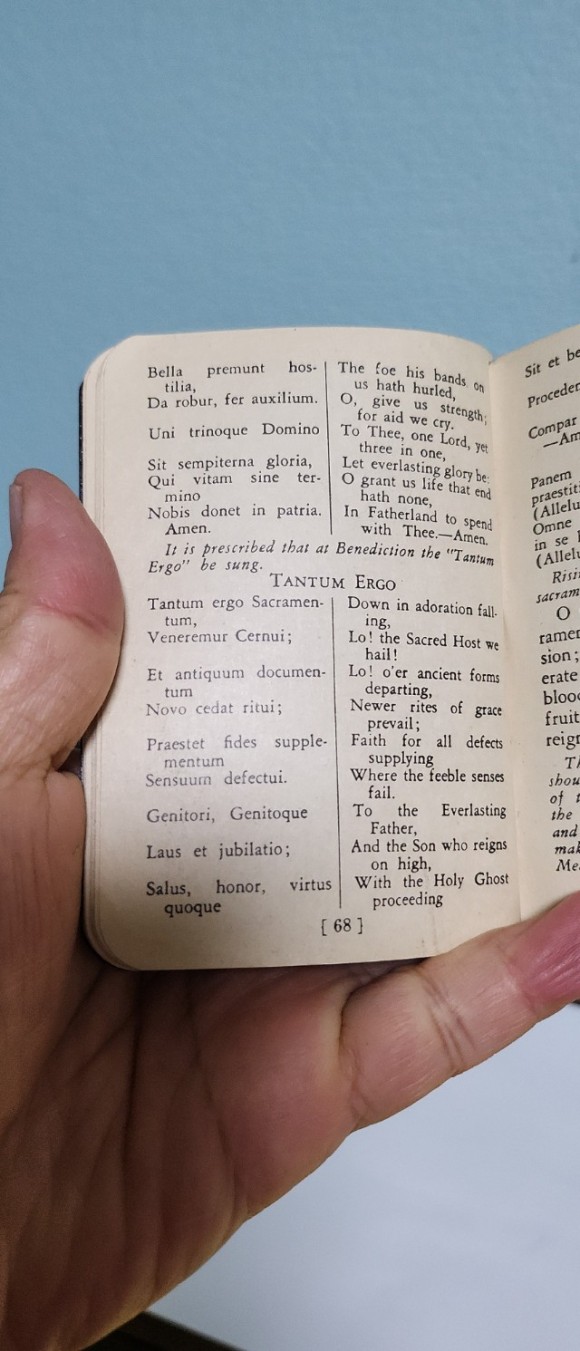 Bella premunt hos-
tilia,
Da robur, fer auxilium.
Uni trinoque Domino
Sit sempiterna gloria,
Qui vitam sine ter-
mino
Nobis donet in patria.
Amen.
The foe his bands on
us hath hurled,
O, give us strength;
for aid we cry.
To Thee, one Lord, yet
three in one,
Let everlasting glory be:
O grant us life that end
hath none,
In Fatherland to spend
with Thee.—Amen.
It is prescribed that at Benediction the "Tantum
Ergo" be sung.
TANTUM ERGO
Tantum ergo Sacramen-
tum,
Veneremur Cernui;
Et antiquum documen-
tum
Novo cedat ritui;
Praestet fides supple-
mentum
Sensuum defectui.
Genitori, Genitoque
Laus et jubilatio;
Salus, honor, virtus
quoque
Down in adoration fall-
ing,
Lo! the Sacred Host we
hail!
Lo! o'er ancient forms
departing,
Newer rites of grace
prevail;
Faith for all defects
supplying
Where the feeble senses
fail.
To the Everlasting
Father,
And the Son who reigns
on high,
With the Holy Ghost
proceeding
[ 68 ]
Sit et be
Proceden
Compar
—Am
Panem
praestiti
(Allelu
Omne
in se
(Allelu
Risi
sacram
O
ramen
sion;
erate
blood
fruit
reign
Th
shou
of t
the
and
mak
Me